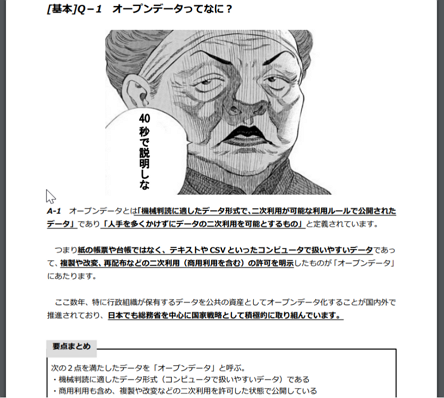 [基本]Q－1　オープンデータってなに？
40秒で説明しな
A-1　オープンデータとは「機械判読に適したデータ形式で、二次利用が可能な利用ルールで公開された
データ」であり「人手を多くかけずにデータの二次利用を可能とするもの」と定義されています。
つまり紙の帳票や台帳ではなく、テキストや CSV といったコンピュータで扱いやすいデータであっ
て、複製や改変、再配布などの二次利用（商用利用を含む）の許可を明示したものが「オープンデータ」
にあたります。
ここ数年、特に行政組織が保有するデータを公共の資産としてオープンデータ化することが国内外で
推進されており、日本でも総務省を中心に国家戦略として積極的に取り組んでいます。
要点まとめ
次の２点を満たしたデータを「オープンデータ」と呼ぶ。
・機械判読に適したデータ形式（コンピュータで扱いやすいデータ）である
・商用利用も含め、複製や改変などの二次利用を許可した状態で公開している